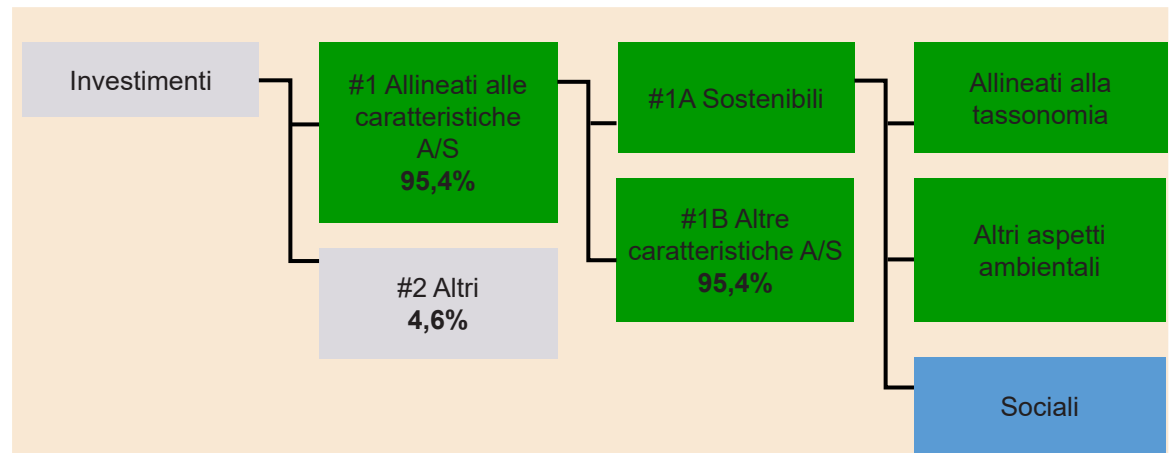 Investimenti
#1 Allineati alle
caratteristiche
A/S
95,4%
#2 Altri
4,6%
#1A Sostenibili
#1B Altre
caratteristiche A/S
95,4%
Allineati alla
tassonomia
Altri aspetti
ambientali
Sociali